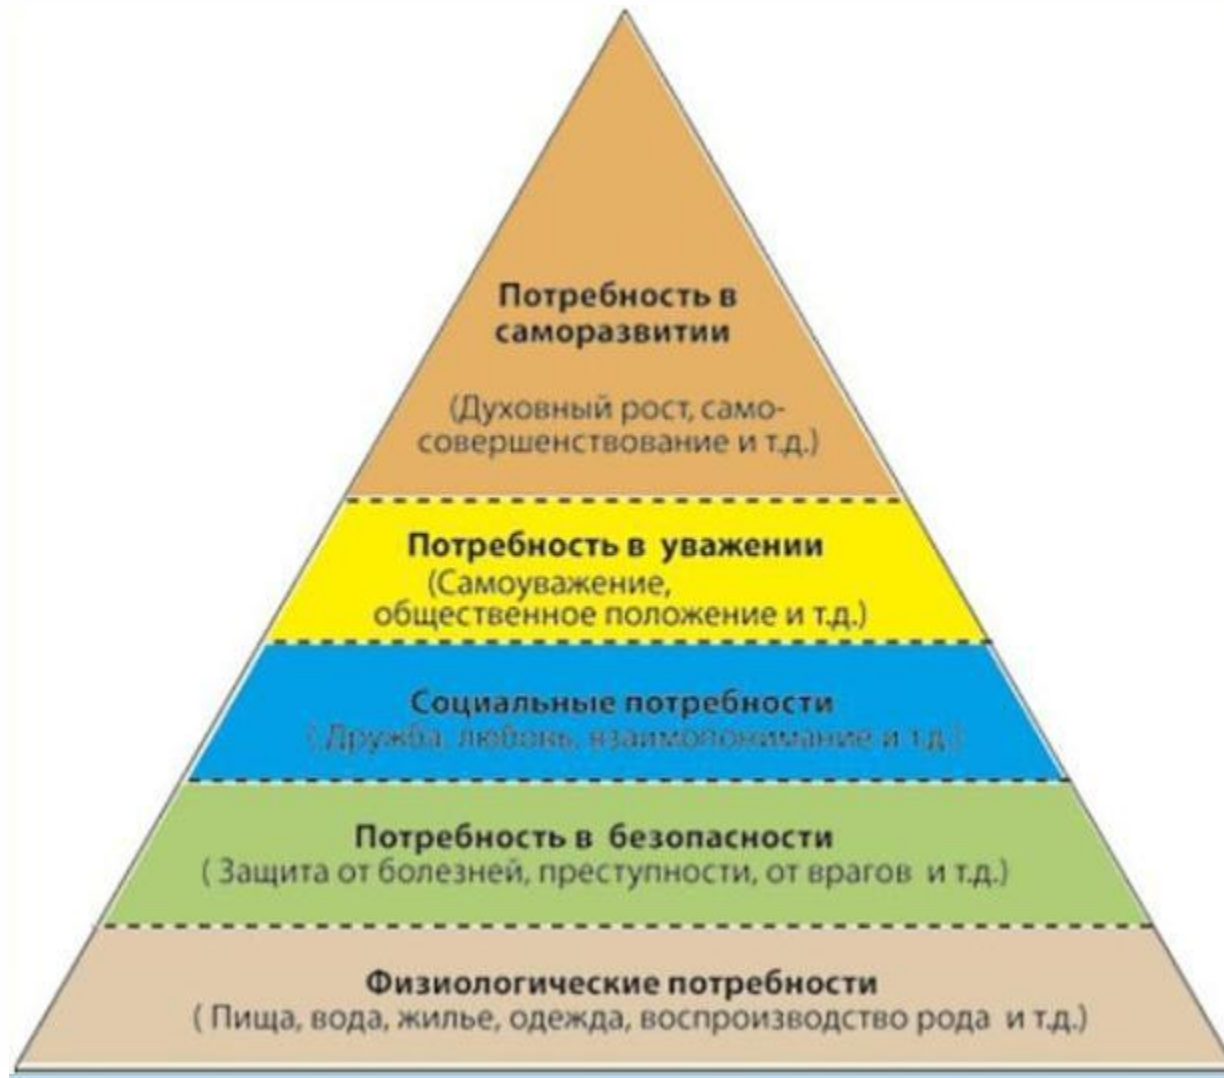 Потребность в
саморазвитии
(Духовный рост, само-
совершенствование и т.д.)
Потребность в уважении
(Самоуважение,
общественное положение и т.д.)
Социальные потребности
( Дружба, любовь, взаимопонимание и т.д.)
Потребность в безопасности
( Защита от болезней, преступности, от врагов и т.д.)
Физиологические потребности
( Пища, вода, жилье, одежда, воспроизводство рода и т.д.)